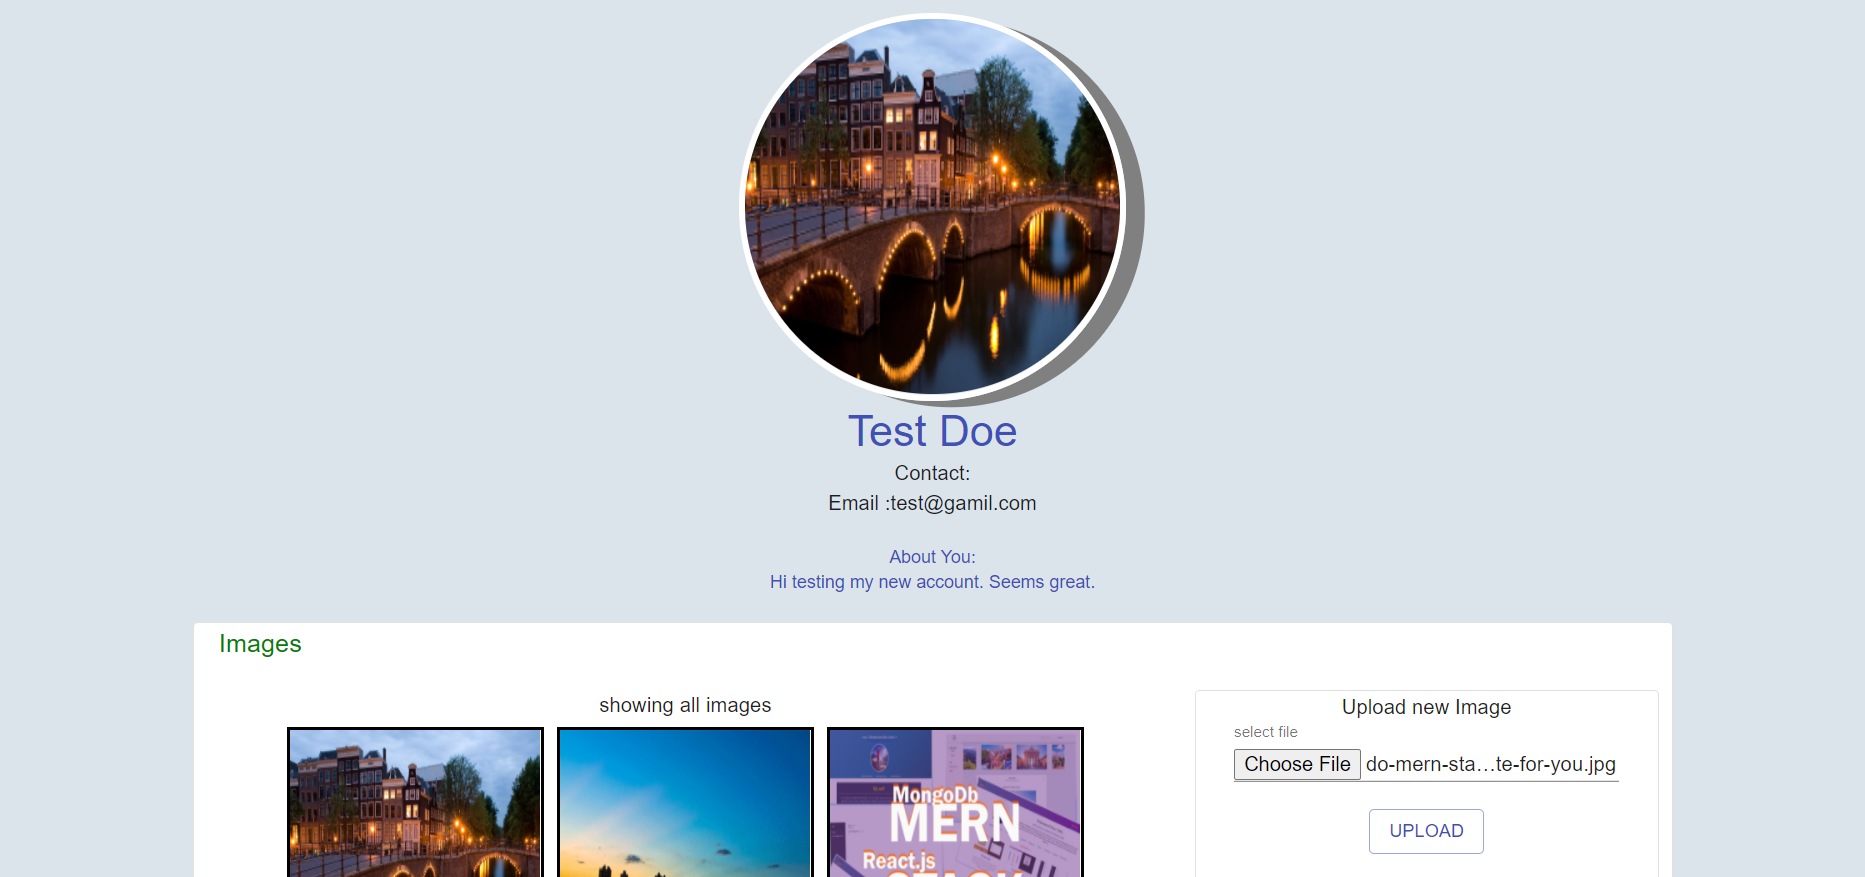 Test Doe
Contact:
Email :test@gamil.com
About You:
Hi testing my new account. Seems great.
Images
showing all images
MongoDb
MERN
React.js
STACK
Upload new Image
select file
Choose File do-mern-sta...te-for-you.jpg
UPLOAD